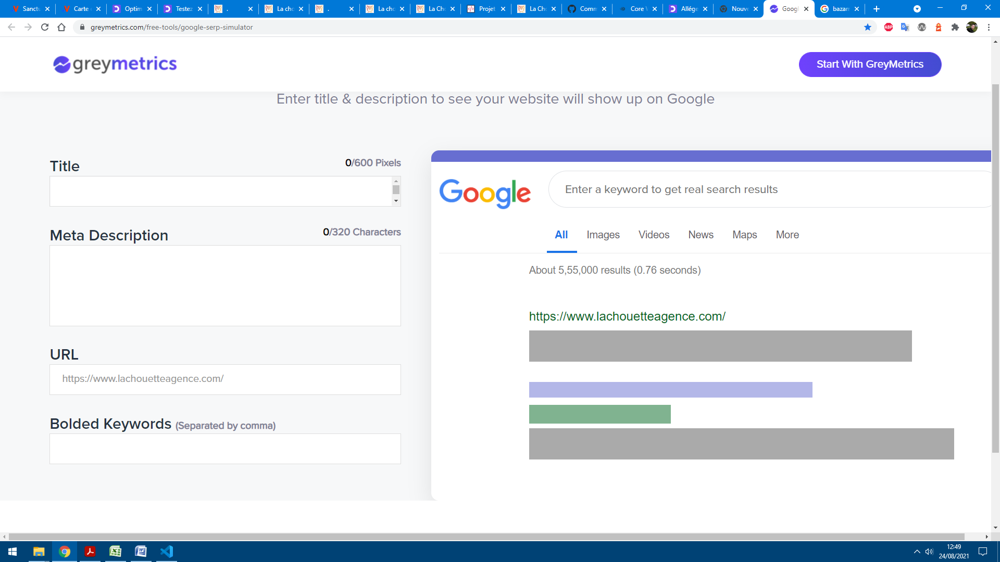 Sanctu
Carte
Optim
Testez
.
La cho
.
La cho
La Cho
Projet
La Cho
Comm
Core
Allége
Nouve
Googl
bazar
greymetrics.com/free-tools/google-serp-simulator
ABP
greymetrics
Start With GreyMetrics
Enter title & description to see your website will show up on Google
Title
0/600 Pixels
Meta Description
0/320 Characters
URL
https://www.lachouetteagence.com/
Bolded Keywords (Separated by comma)
Google
Enter a keyword to get real search results
All Images Videos News Maps More
About 5,55,000 results (0.76 seconds)
https://www.lachouetteagence.com/
12:49
24/08/2021